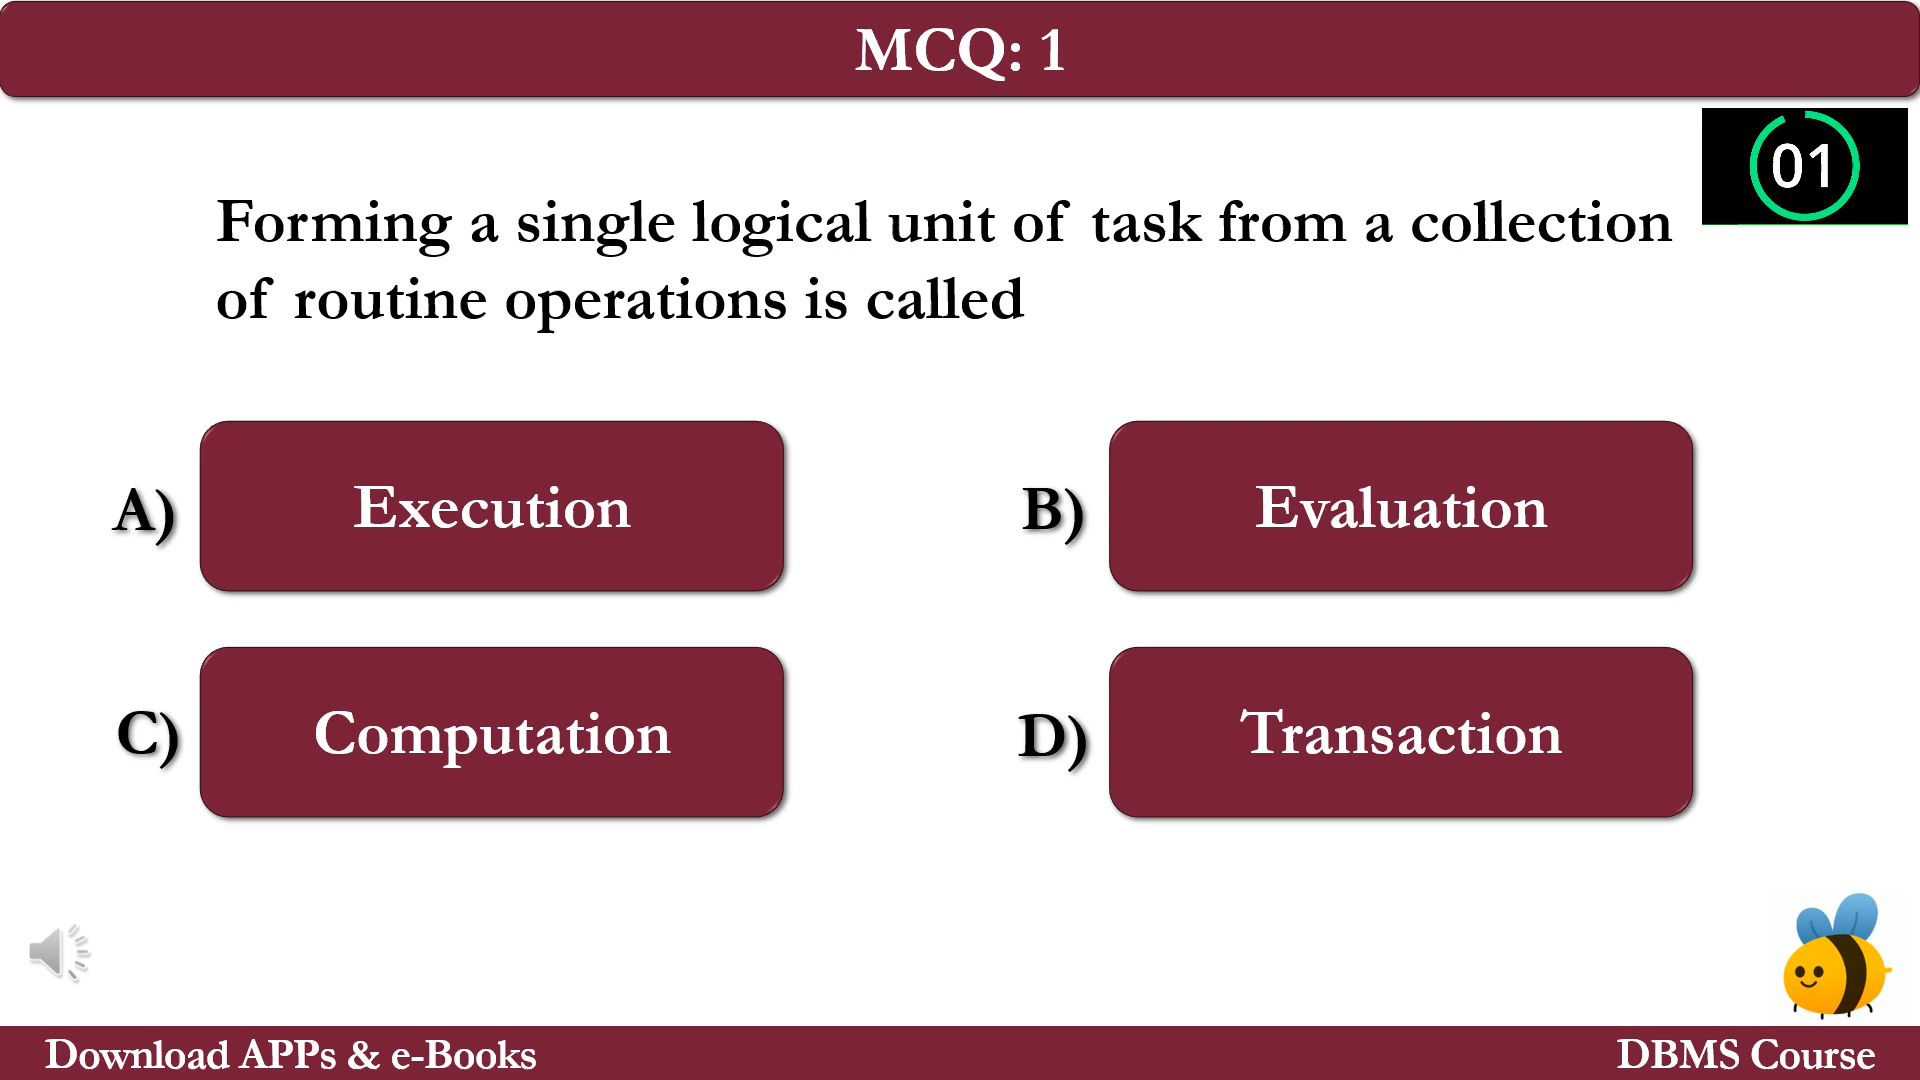 MCQ: 1
01
Forming a single logical unit of task from a collection
of routine operations is called
A) Execution
B) Evaluation
C) Computation
D) Transaction
Download APPs & e-Books
DBMS Course